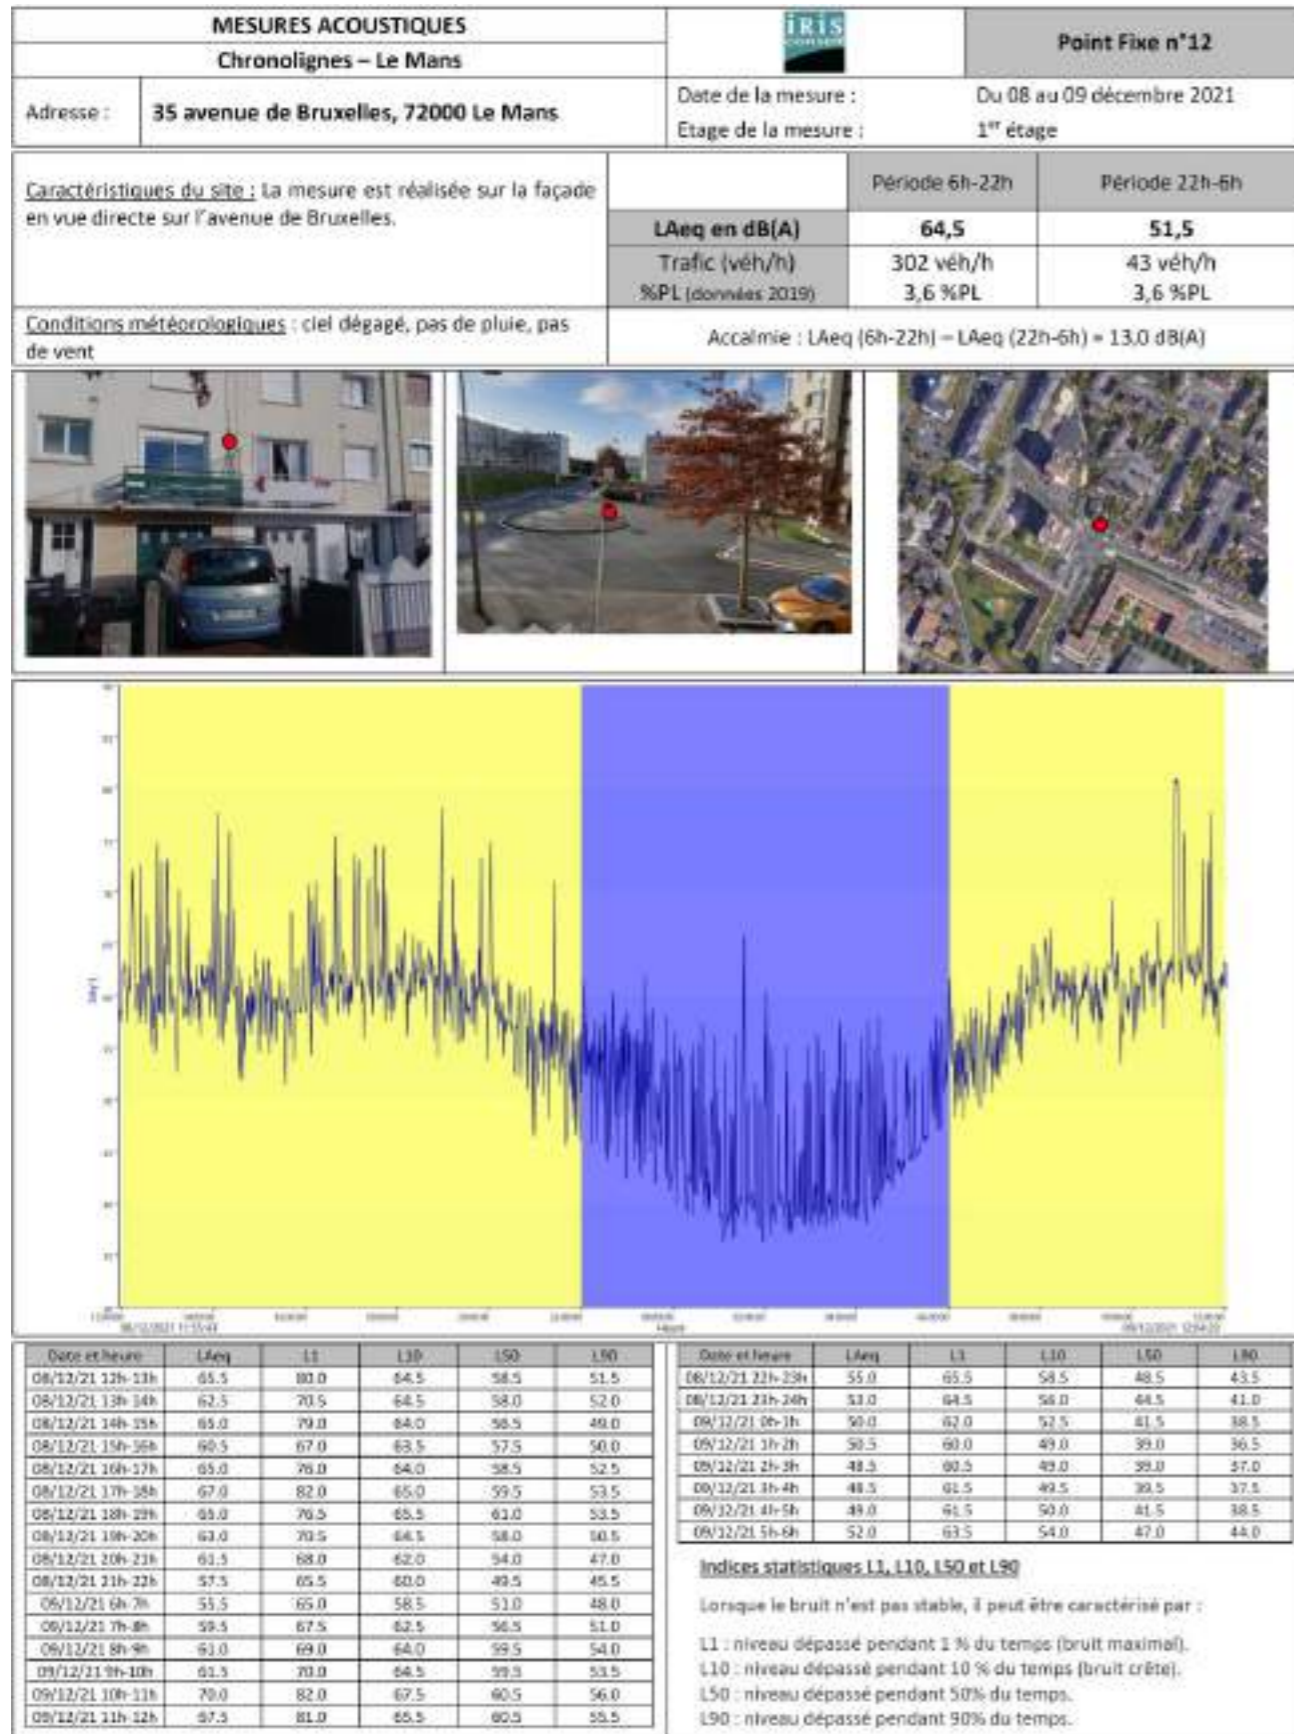 MESURES ACOUSTIQUES
Chronolignes – Le Mans
iRiS
conseil
Point Fixe n°12
Adresse :
35 avenue de Bruxelles, 72000 Le Mans
Date de la mesure :
Du 08 au 09 décembre 2021
Etage de la mesure :
1er étage
Caractéristiques du site : La mesure est réalisée sur la façade
en vue directe sur l'avenue de Bruxelles.
Période 6h-22h
Période 22h-6h
LAeq en dB(A)
64,5
51,5
Trafic (véh/h)
302 véh/h
43 véh/h
%PL (données 2019)
3,6 %PL
3,6 %PL
Conditions météorologiques : ciel dégagé, pas de pluie, pas
de vent
Accalmie : LAeq (6h-22h) – LAeq (22h-6h) = 13,0 dB(A)
Date et heure LAeq L1 L10 L50 L90
08/12/21 12h-13h 65.5 80.0 64.5 58.5 51.5
08/12/21 13h-14h 62.5 70.5 64.5 58.0 52.0
08/12/21 14h-15h 65.0 79.0 64.0 56.5 49.0
08/12/21 15h-16h 60.5 67.0 63.5 57.5 50.0
08/12/21 16h-17h 65.0 76.0 64.0 58.5 52.5
08/12/21 17h-18h 67.0 82.0 65.0 59.5 53.5
08/12/21 18h-19h 65.0 76.5 65.5 61.0 53.5
08/12/21 19h-20h 63.0 70.5 64.5 58.0 50.5
08/12/21 20h-21h 61.5 68.0 62.0 54.0 47.0
08/12/21 21h-22h 57.5 65.5 60.0 49.5 45.5
09/12/21 6h-7h 55.5 65.0 58.5 51.0 48.0
09/12/21 7h-8h 59.5 67.5 62.5 56.5 51.0
09/12/21 8h-9h 61.0 69.0 64.0 59.5 54.0
09/12/21 9h-10h 61.5 70.0 64.5 59.5 53.5
09/12/21 10h-11h 70.0 82.0 67.5 60.5 56.0
09/12/21 11h-12h 67.5 81.0 65.5 60.5 55.5
Date et heure LAeq L1 L10 L50 L90
08/12/21 22h-23h 55.0 65.5 58.5 48.5 43.5
08/12/21 23h-24h 53.0 64.5 56.0 44.5 41.0
09/12/21 0h-1h 50.0 62.0 52.5 41.5 38.5
09/12/21 1h-2h 50.5 60.0 49.0 39.0 36.5
09/12/21 2h-3h 48.5 60.5 49.0 39.0 37.0
09/12/21 3h-4h 48.5 61.5 49.5 39.5 37.5
09/12/21 4h-5h 49.0 61.5 50.0 41.5 38.5
09/12/21 5h-6h 52.0 63.5 54.0 47.0 44.0
Indices statistiques L1, L10, L50 et L90
Lorsque le bruit n'est pas stable, il peut être caractérisé par :
L1 : niveau dépassé pendant 1 % du temps (bruit maximal).
L10 : niveau dépassé pendant 10 % du temps (bruit crête).
L50 : niveau dépassé pendant 50% du temps.
L90 : niveau dépassé pendant 90% du temps.